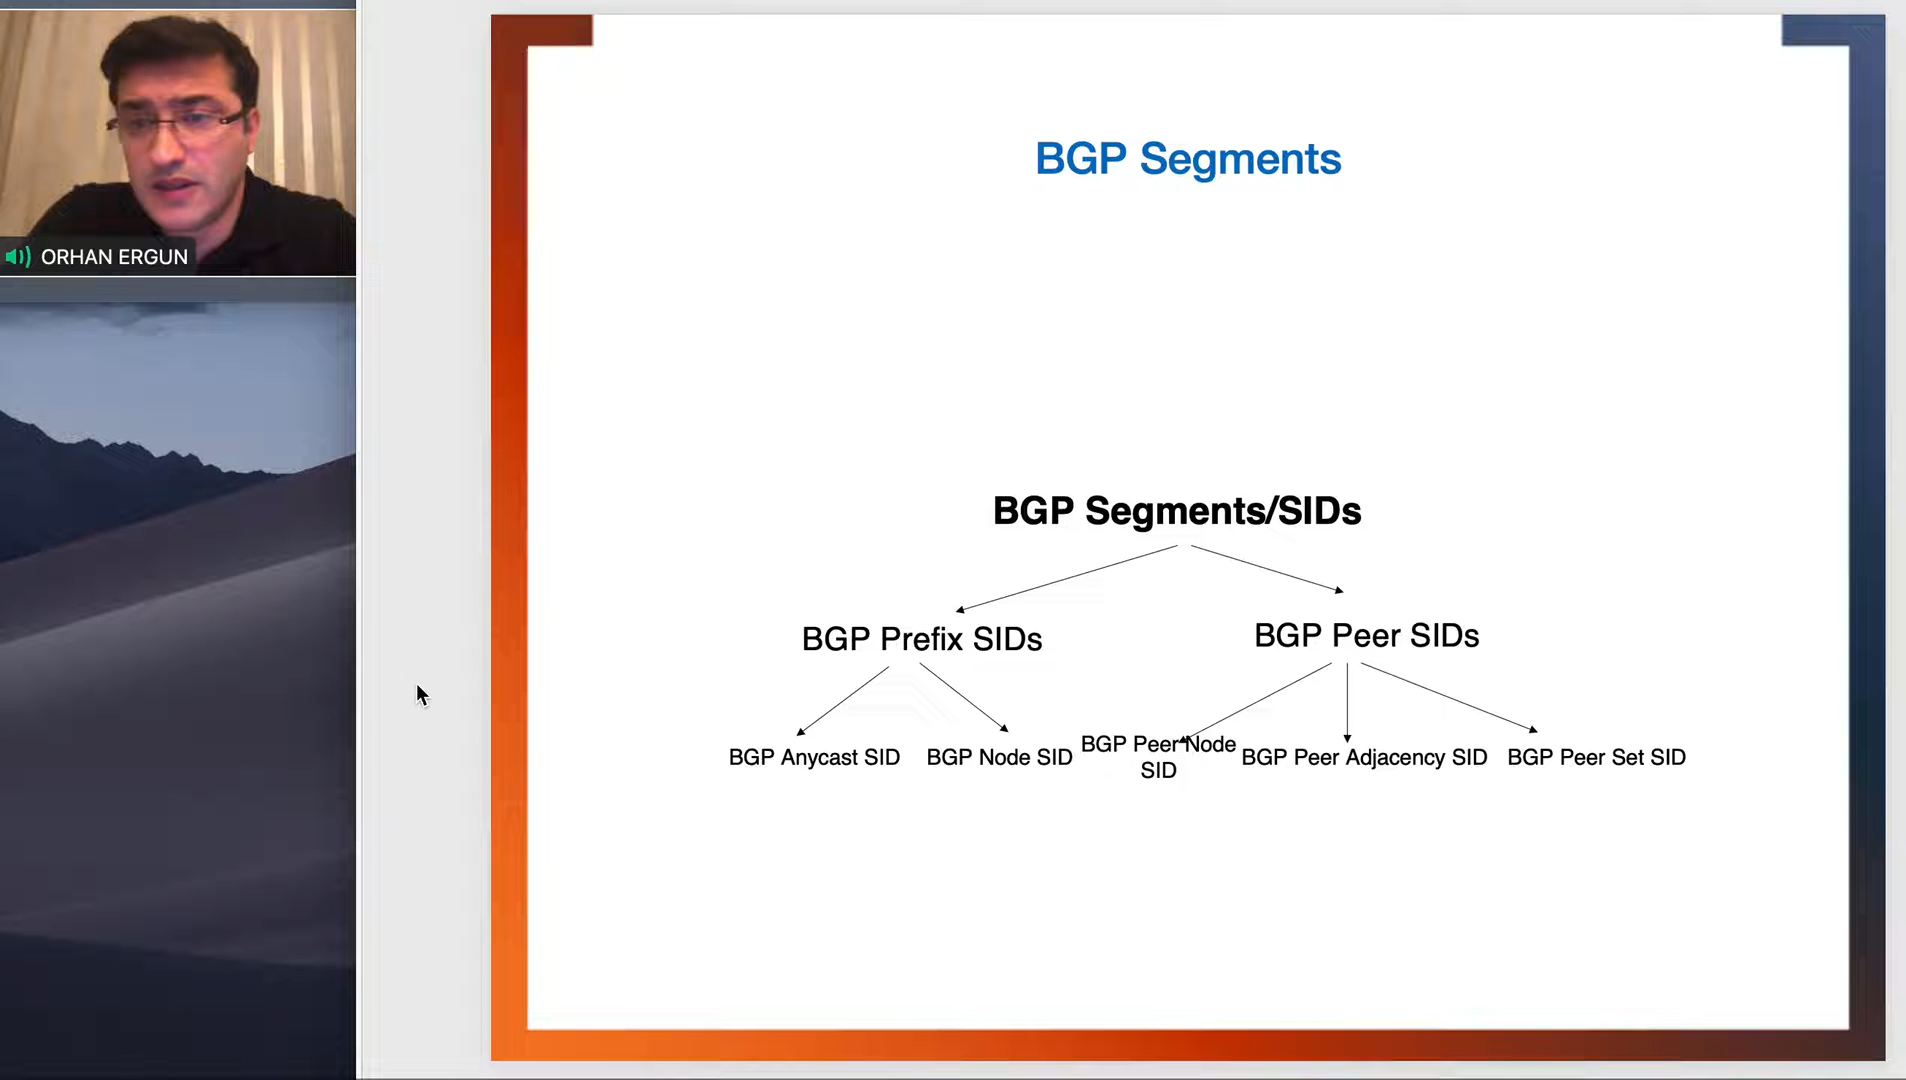 ORHAN ERGUN
BGP Segments
BGP Segments/SIDs
BGP Prefix SIDs
BGP Peer SIDs
BGP Anycast SID
BGP Node SID
BGP Peer Node
SID
BGP Peer Adjacency SID
BGP Peer Set SID